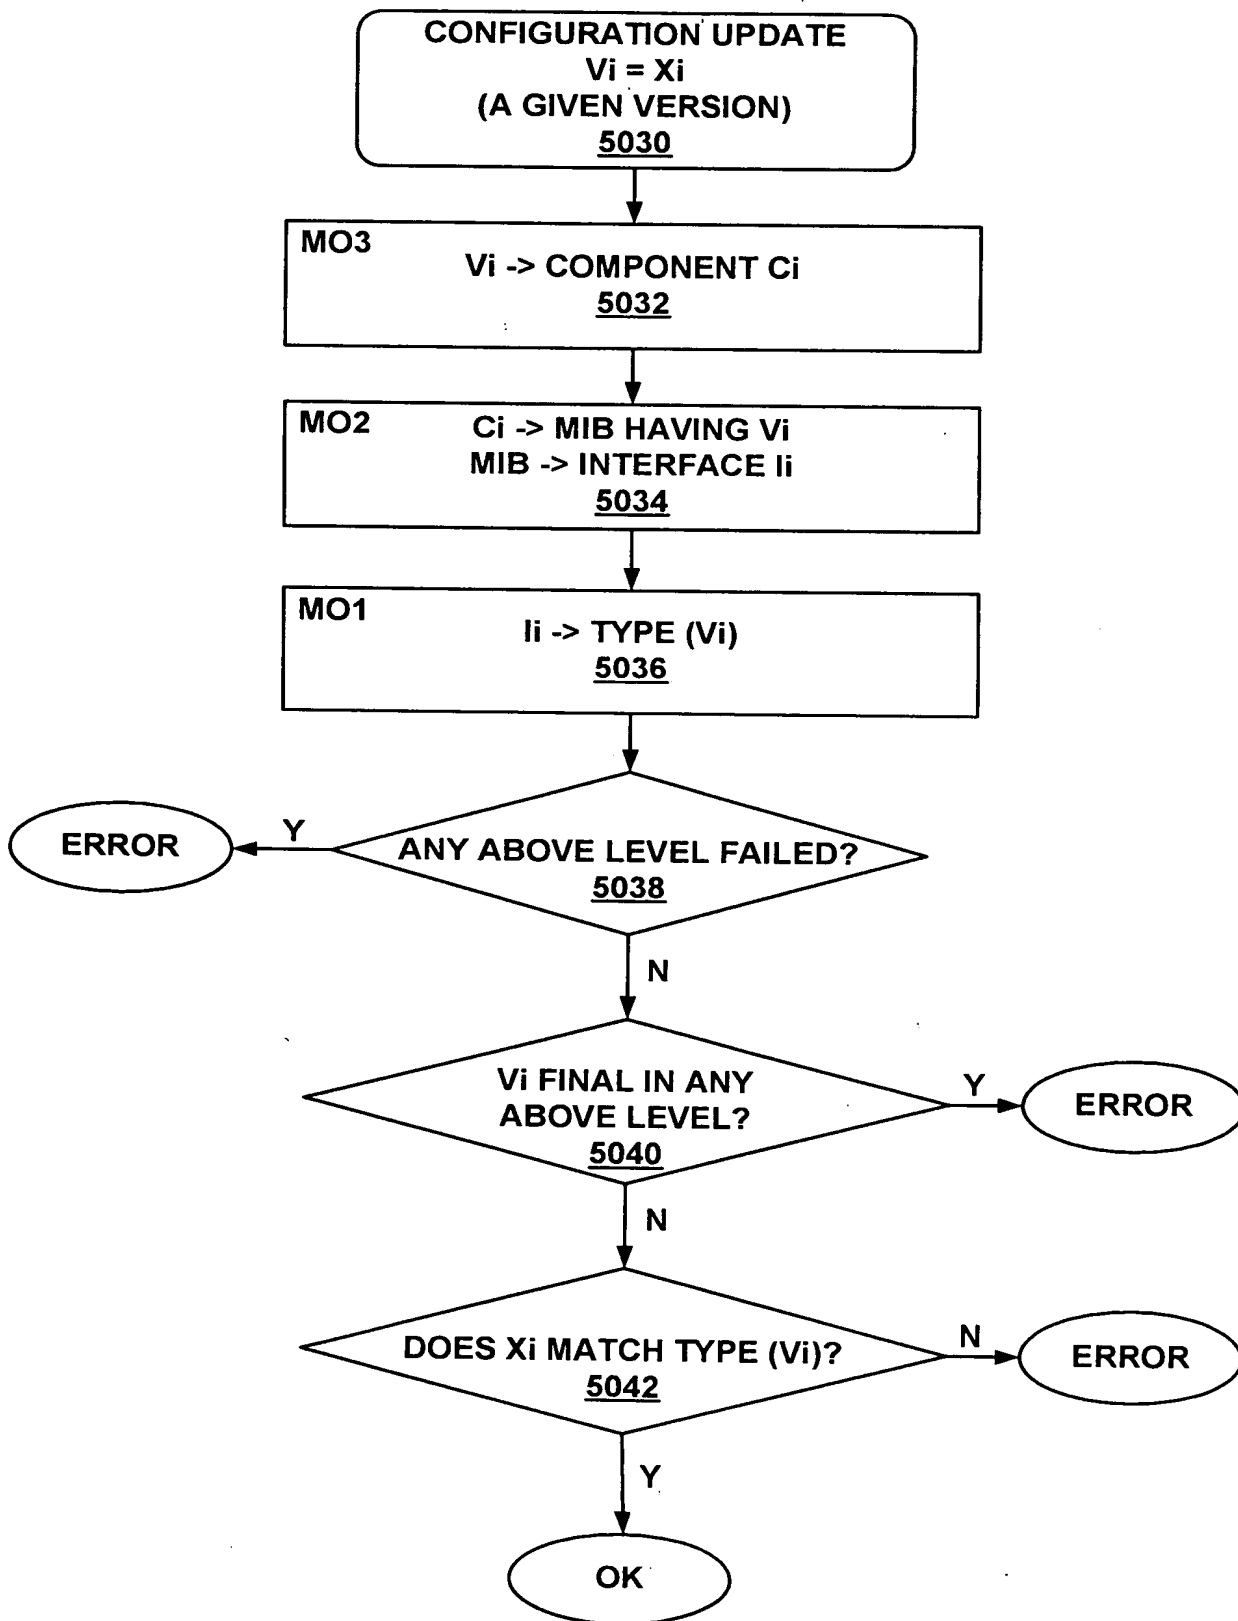 CONFIGURATION UPDATE
Vi = Xi
(A GIVEN VERSION)
5030
MO3
Vi -> COMPONENT Ci
5032
MO2
Ci -> MIB HAVING Vi
MIB -> INTERFACE Ii
5034
MO1
Ii -> TYPE (Vi)
5036
ERROR
Y
ANY ABOVE LEVEL FAILED?
5038
N
Vi FINAL IN ANY
ABOVE LEVEL?
5040
Y
ERROR
N
DOES Xi MATCH TYPE (Vi)?
5042
N
ERROR
Y
OK